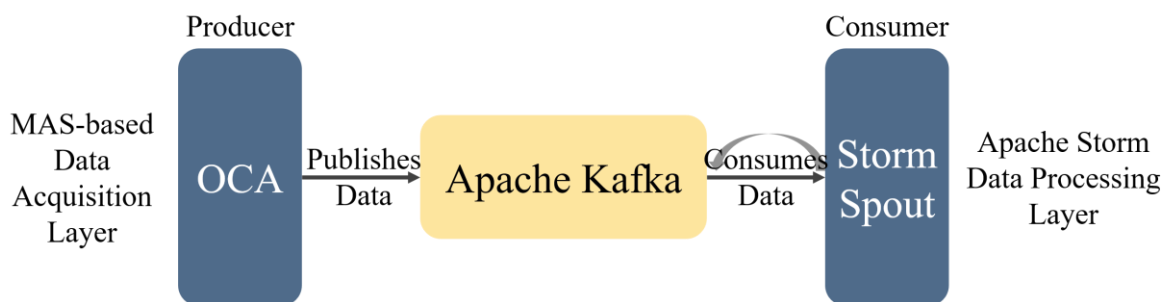 Producer
Consumer
MAS-based
Data
Acquisition
Layer
OCA
Publishes
Data
Apache Kafka
Consumes
Data
Storm
Spout
Apache Storm
Data Processing
Layer